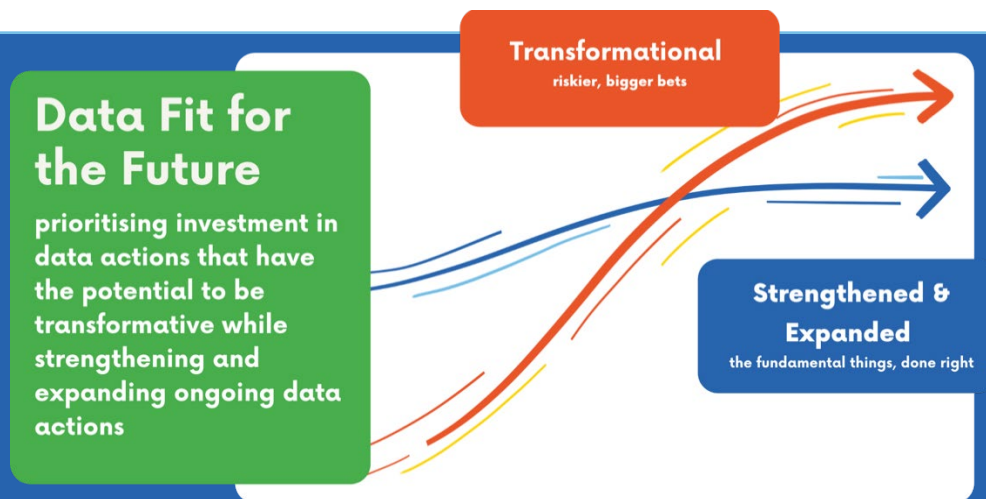 Transformational
riskier, bigger bets
Data Fit for
the Future
prioritising investment in
data actions that have
the potential to be
transformative while
strengthening and
expanding ongoing data
actions
Strengthened &
Expanded
the fundamental things, done right